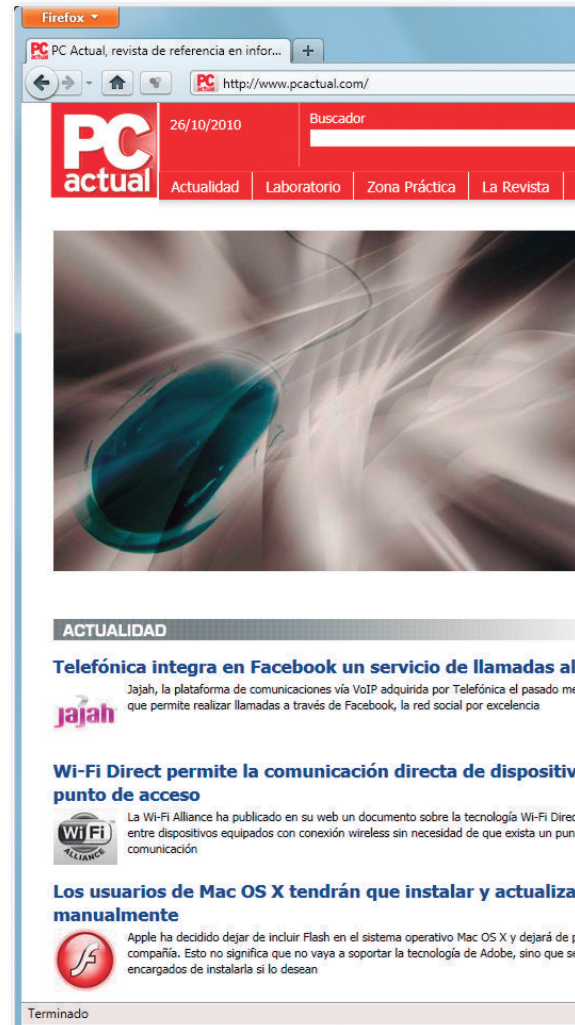 Firefox
PC Actual, revista de referencia en infor...
http://www.pcactual.com/
PC
actual
26/10/2010
Buscador
Actualidad Laboratorio Zona Práctica La Revista
ACTUALIDAD
Telefónica integra en Facebook un servicio de llamadas al
Jajah, la plataforma de comunicaciones vía VoIP adquirida por Telefónica el pasado me
que permite realizar llamadas a través de Facebook, la red social por excelencia
jajah
Wi-Fi Direct permite la comunicación directa de dispositiv
punto de acceso
La Wi-Fi Alliance ha publicado en su web un documento sobre la tecnología Wi-Fi Direc
entre dispositivos equipados con conexión wireless sin necesidad de que exista un pun
comunicación
Wi Fi
ALLIANCE
Los usuarios de Mac OS X tendrán que instalar y actualiza
manualmente
Apple ha decidido dejar de incluir Flash en el sistema operativo Mac OS X y dejará de p
compañía. Esto no significa que no vaya a soportar la tecnología de Adobe, sino que se
encargados de instalarla si lo desean
Terminado